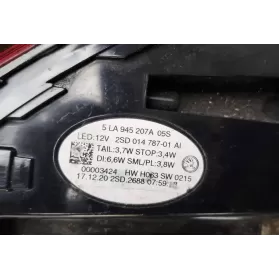 5 LA 945 207A 05S
LED:12V 2SD 014 787-01 AI
TAIL:3,7W STOP:3,4W
DI:6,6W SML/PL:3,8W
00003424 HW H063 SW 0215
17.12.20 2SD.2688 07:59